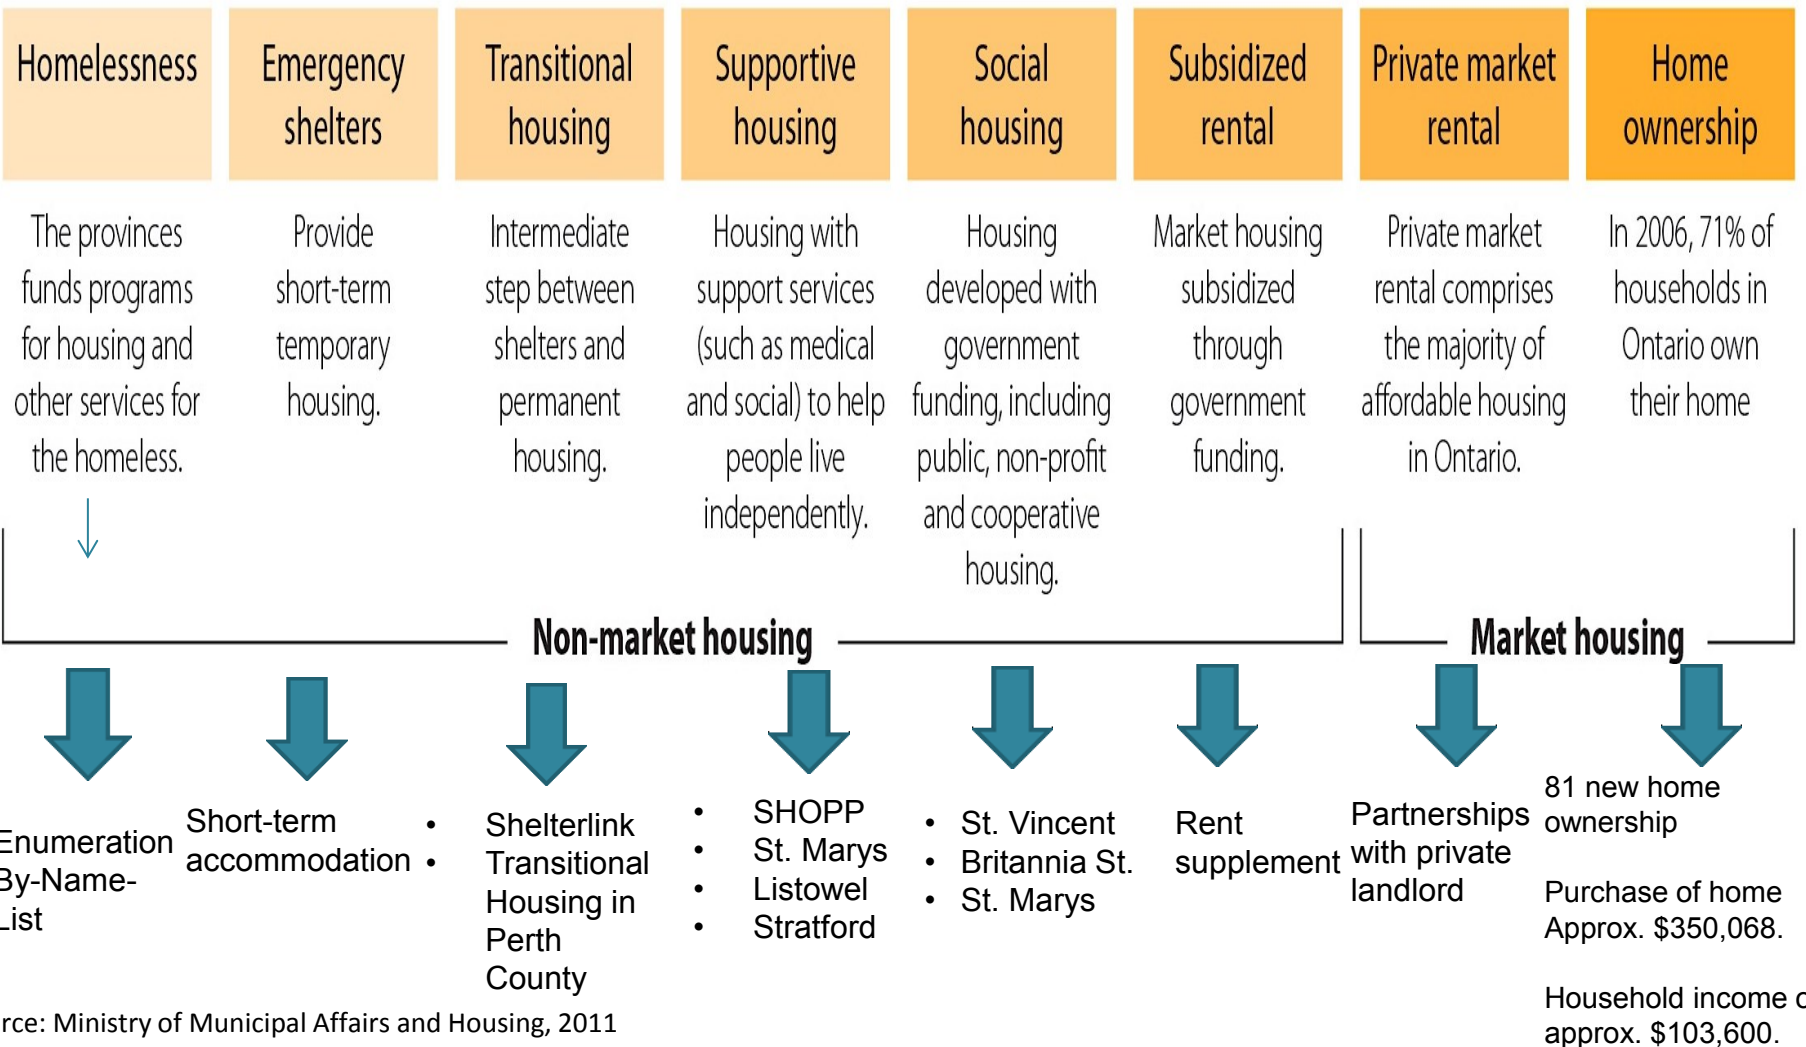 Homelessness
Emergency
shelters
Transitional
housing
Supportive
housing
Social
housing
Subsidized
rental
Private market
rental
Home
ownership
The provinces
funds programs
for housing and
other services for
the homeless.
Provide
short-term
temporary
housing.
Intermediate
step between
shelters and
permanent
housing.
Housing with
support services
(such as medical
and social) to help
people live
independently.
Housing
developed with
government
funding, including
public, non-profit
and cooperative
housing.
Market housing
subsidized
through
government
funding.
Private market
rental comprises
the majority of
affordable housing
in Ontario.
In 2006, 71% of
households in
Ontario own
their home
Non-market housing
Market housing
Enumeration
By-Name-
List
Short-term
accommodation
• Shelterlink
• Transitional
Housing in
Perth
County
• SHOPP
• St. Marys
• Listowel
• Stratford
• St. Vincent
• Britannia St.
• St. Marys
Rent
supplement
Partnerships
with private
landlord
81 new home
ownership
Purchase of home
Approx. $350,068.
Household income
approx. $103,600.
rce: Ministry of Municipal Affairs and Housing, 2011